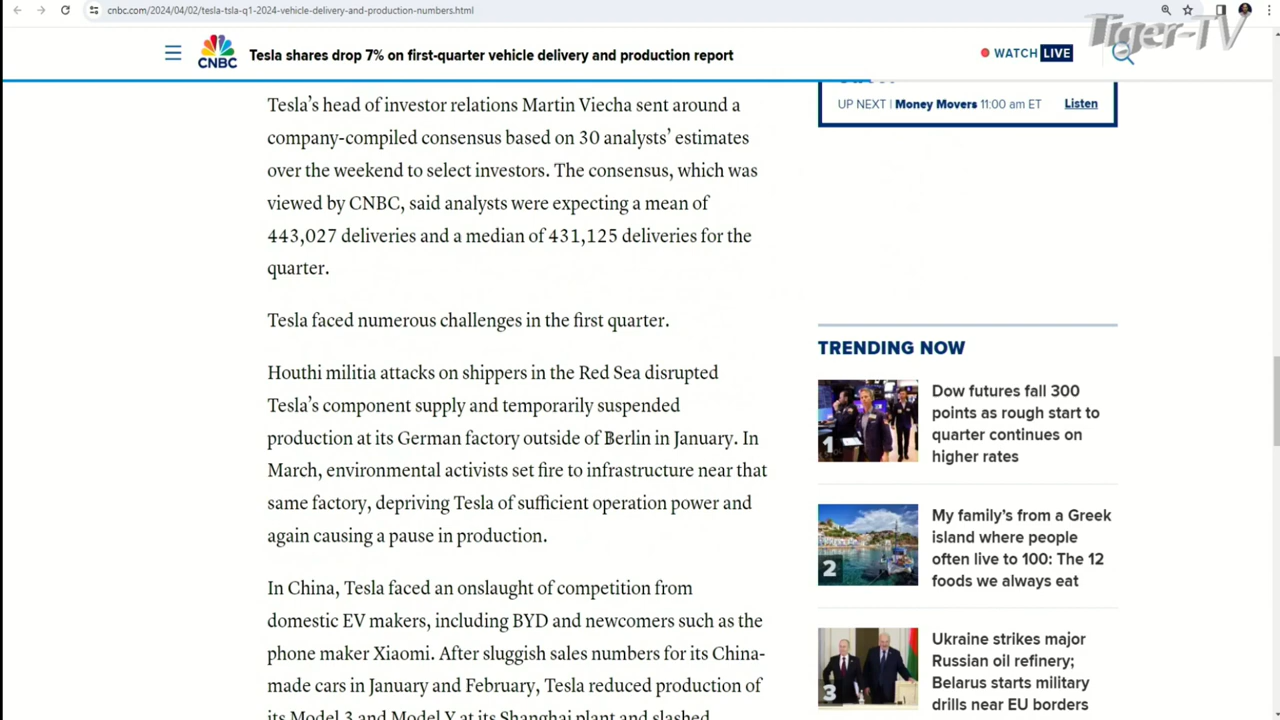 cnbc.com/2024/04/02/tesla-tsla-q1-2024-vehicle-delivery-and-production-numbers.html
Tiger-TV
CNBC
Tesla shares drop 7% on first-quarter vehicle delivery and production report
WATCH LIVE
Tesla's head of investor relations Martin Viecha sent around a
company-compiled consensus based on 30 analysts' estimates
over the weekend to select investors. The consensus, which was
viewed by CNBC, said analysts were expecting a mean of
443,027 deliveries and a median of 431,125 deliveries for the
quarter.
Tesla faced numerous challenges in the first quarter.
Houthi militia attacks on shippers in the Red Sea disrupted
Tesla's component supply and temporarily suspended
production at its German factory outside of Berlin in January. In
March, environmental activists set fire to infrastructure near that
same factory, depriving Tesla of sufficient operation power and
again causing a pause in production.
In China, Tesla faced an onslaught of competition from
domestic EV makers, including BYD and newcomers such as the
phone maker Xiaomi. After sluggish sales numbers for its China-
made cars in January and February, Tesla reduced production of
its Model 3 and Model Y at its Shanghai plant and slashed
UP NEXT | Money Movers 11:00 am ET Listen
TRENDING NOW
1
Dow futures fall 300
points as rough start to
quarter continues on
higher rates
2
My family's from a Greek
island where people
often live to 100: The 12
foods we always eat
3
Ukraine strikes major
Russian oil refinery;
Belarus starts military
drills near EU borders